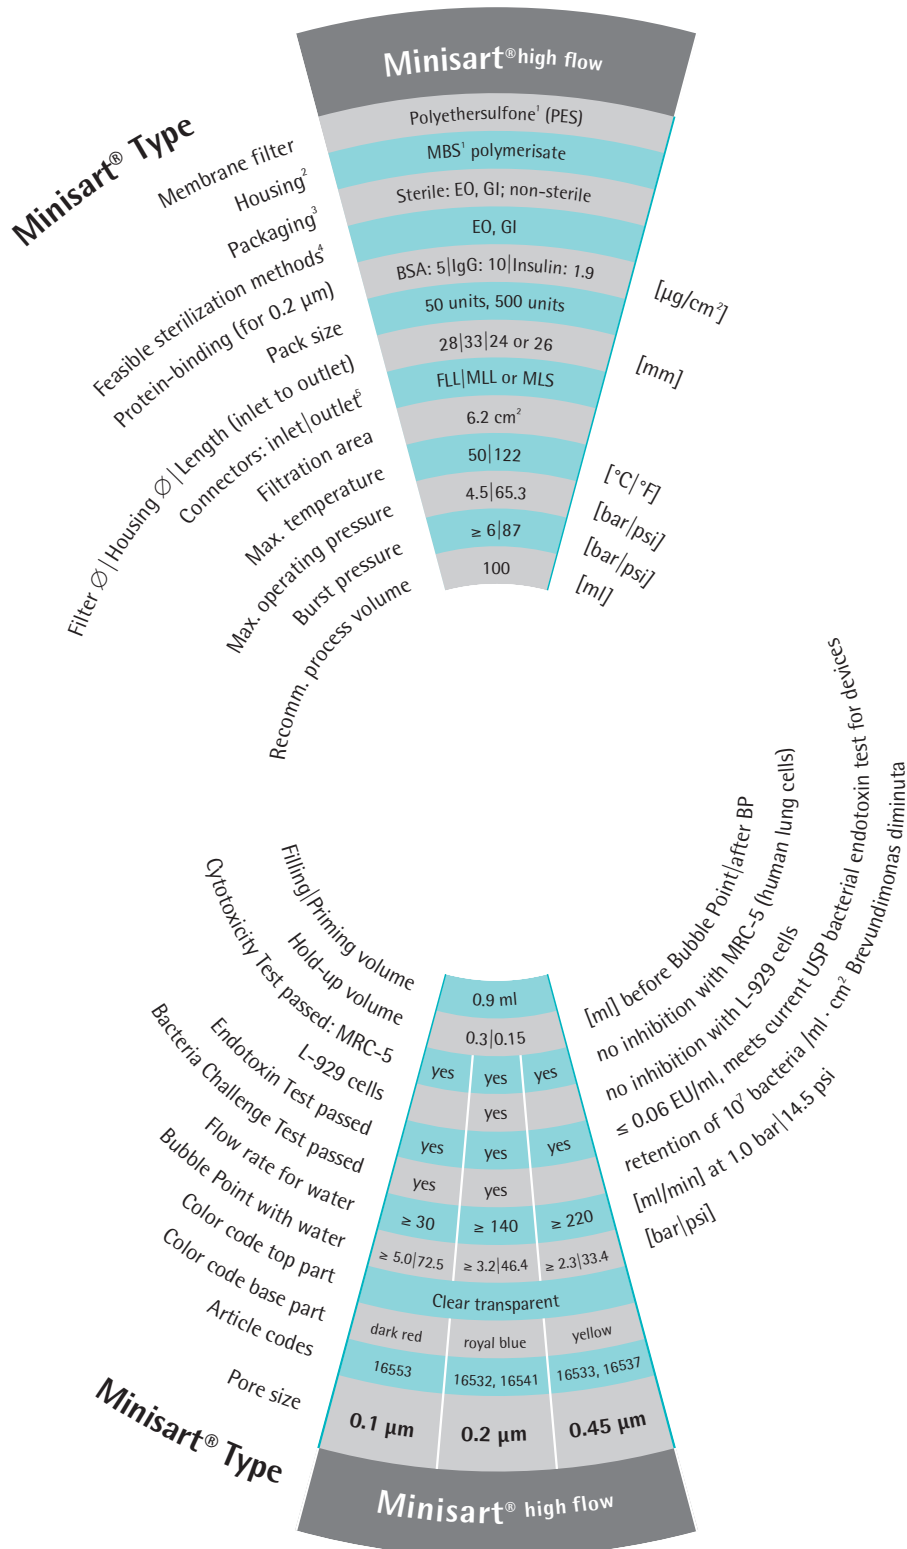 Minisart® high flow
Minisart® Type
Membrane filter
Polyethersulfone¹ (PES)
Housing²
MBS¹ polymerisate
Packaging³
Sterile: EO, GI; non-sterile
Feasible sterilization methods⁴
EO, GI
Protein-binding (for 0.2 µm)
BSA: 5|IgG: 10|Insulin: 1.9
[µg/cm²]
Pack size
50 units, 500 units
Filter Ø|Housing Ø|Length (inlet to outlet)
28|33|24 or 26
[mm]
Connectors: inlet|outlet⁵
FLL|MLL or MLS
Filtration area
6.2 cm²
Max. temperature
50|122
[°C|°F]
Max. operating pressure
4.5|65.3
[bar|psi]
Burst pressure
≥ 6|87
[bar|psi]
Recomm. process volume
100
[ml]
Filling|Priming volume
0.9 ml
Hold-up volume
0.3|0.15
[ml] before Bubble Point|after BP
Cytotoxicity Test passed: MRC-5
yes yes yes
no inhibition with MRC-5 (human lung cells)
L-929 cells
yes
no inhibition with L-929 cells
Endotoxin Test passed
yes yes yes
≤ 0.06 EU/ml, meets current USP bacterial endotoxin test for devices
Bacteria Challenge Test passed
yes yes
retention of 10⁷ bacteria /ml · cm² Brevundimonas diminuta
Flow rate for water
≥ 30 ≥ 140 ≥ 220
[ml/min] at 1.0 bar|14.5 psi
Bubble Point with water
≥ 5.0|72.5 ≥ 3.2|46.4 ≥ 2.3|33.4
[bar|psi]
Color code top part
Clear transparent
Color code base part
dark red royal blue yellow
Article codes
16553 16532, 16541 16533, 16537
Pore size
0.1 µm 0.2 µm 0.45 µm
Minisart® Type
Minisart® high flow